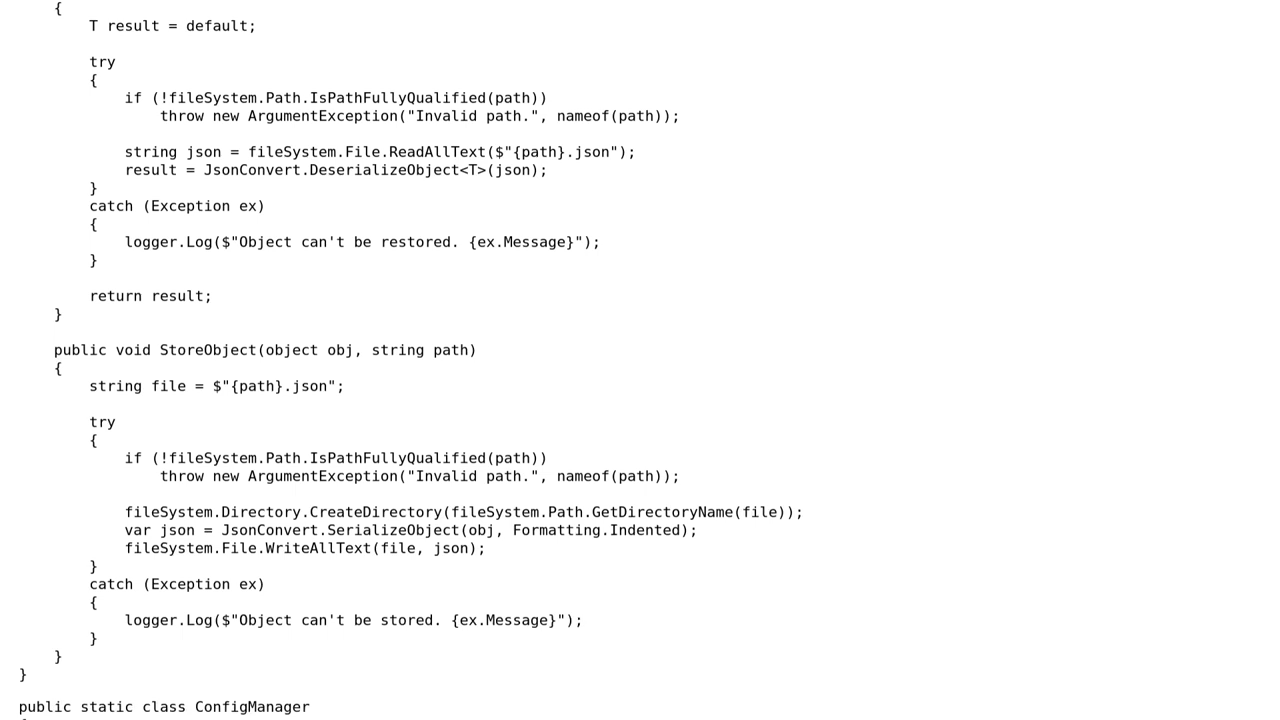 {
T result = default;
try
{
if (!fileSystem.Path.IsPathFullyQualified(path))
throw new ArgumentException("Invalid path.", nameof(path));
string json = fileSystem.File.ReadAllText($"{path}.json");
result = JsonConvert.DeserializeObject<T>(json);
}
catch (Exception ex)
{
logger.Log($"Object can't be restored. {ex.Message}");
}
return result;
}
public void StoreObject(object obj, string path)
{
string file = $"{path}.json";
try
{
if (!fileSystem.Path.IsPathFullyQualified(path))
throw new ArgumentException("Invalid path.", nameof(path));
fileSystem.Directory.CreateDirectory(fileSystem.Path.GetDirectoryName(file));
var json = JsonConvert.SerializeObject(obj, Formatting.Indented);
fileSystem.File.WriteAllText(file, json);
}
catch (Exception ex)
{
logger.Log($"Object can't be stored. {ex.Message}");
}
}
}
public static class ConfigManager